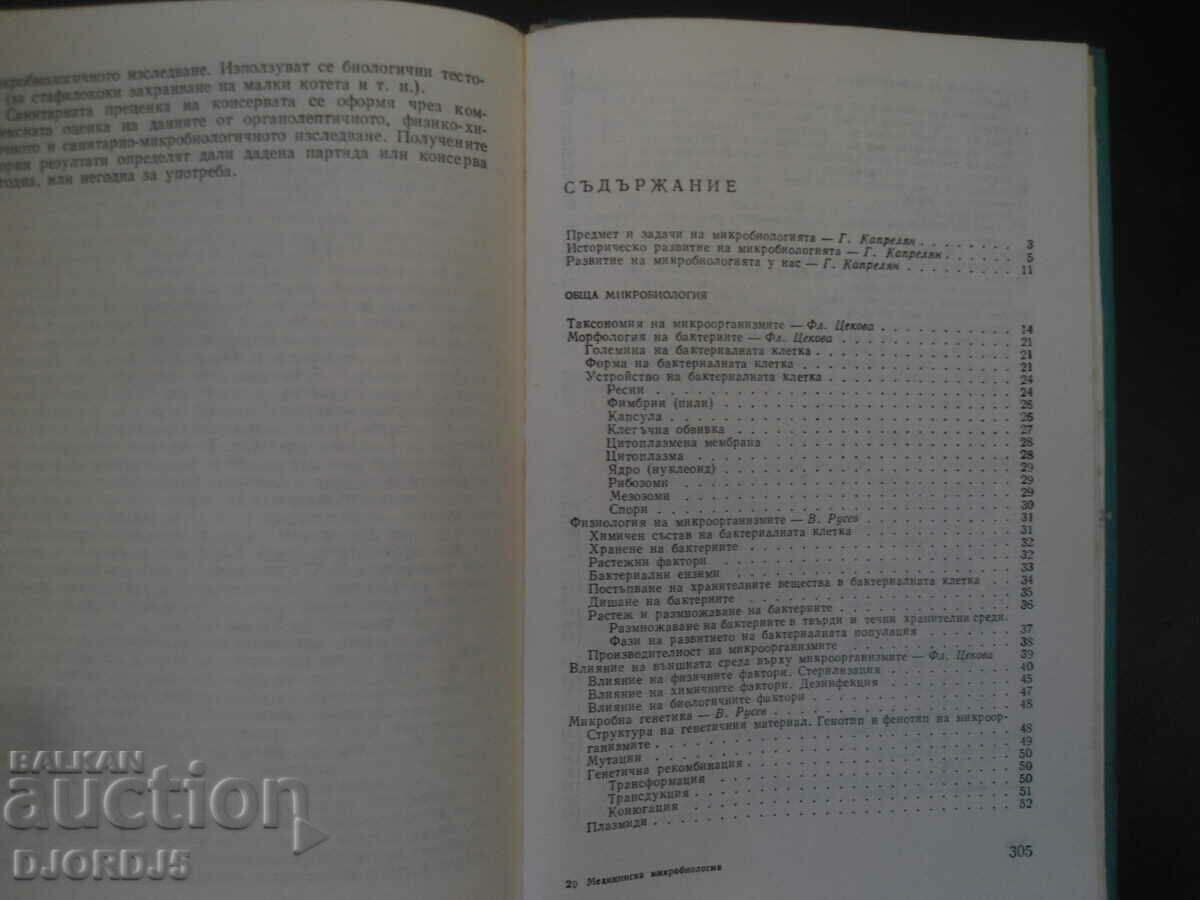 кробиологичното изследване. Използуват се биологични тесто-
(за стафилококи захранване на малки котета и т. н.).
Санитарната преценка на консервата се оформя чрез ком-
ексната оценка на данните от органолептичното, физико-хи-
чното и санитарно-микробиологичното изследване. Получените
ория резултати определят дали дадена партида или консерва
годна, или негодна за употреба.
СЪДЪРЖАНИЕ
Предмет и задачи на микробиологията — Г. Капрелян . . . . . . . 3
Историческо развитие на микробиологията — Г. Капрелян . . . . . 5
Развитие на микробиологията у нас — Г. Капрелян . . . . . . . . 11
ОБЩА МИКРОБИОЛОГИЯ
Таксономия на микроорганизмите — Фл. Цекова . . . . . . . . . 14
Морфология на бактериите — Фл. Цекова . . . . . . . . . . . 21
Големина на бактериалната клетка . . . . . . . . . . . . 21
Форма на бактериалната клетка . . . . . . . . . . . . . 21
Устройство на бактериалната клетка . . . . . . . . . . . 24
Ресни . . . . . . . . . . . . . . . . . . . . 24
Фимбрии (пили) . . . . . . . . . . . . . . . . 26
Капсула . . . . . . . . . . . . . . . . . . . 26
Клетъчна обвивка . . . . . . . . . . . . . . . 27
Цитоплазмена мембрана . . . . . . . . . . . . . 28
Цитоплазма . . . . . . . . . . . . . . . . . 28
Ядро (нуклеоид) . . . . . . . . . . . . . . . 29
Рибозоми . . . . . . . . . . . . . . . . . . 29
Мезозоми . . . . . . . . . . . . . . . . . . 29
Спори . . . . . . . . . . . . . . . . . . . 30
Физиология на микроорганизмите — В. Русев . . . . . . . . . . 31
Химичен състав на бактериалната клетка . . . . . . . . . 31
Хранене на бактериите . . . . . . . . . . . . . . . 32
Растежни фактори . . . . . . . . . . . . . . . . . 32
Бактериални ензими . . . . . . . . . . . . . . . . 33
Постъпване на хранителните вещества в бактериалната клетка . . 34
Дишане на бактериите . . . . . . . . . . . . . . . 35
Растеж и размножаване на бактериите . . . . . . . . . . 36
Размножаване на бактериите в твърди и течни хранителни среди.
Фази на развитието на бактериалната популация . . . . . 37
Производителност на микроорганизмите . . . . . . . . . 38
Влияние на външната среда върху микроорганизмите — Фл. Цекова 39
Влияние на физичните фактори. Стерилизация . . . . . . . 40
Влияние на химичните фактори. Дезинфекция . . . . . . . 45
Влияние на биологичните фактори . . . . . . . . . . . 47
Микробна генетика — В. Русев . . . . . . . . . . . . . . 48
Структура на генетичния материал. Генотип и фенотип на микроор-
ганизмите . . . . . . . . . . . . . . . . . . . . 48
Мутации . . . . . . . . . . . . . . . . . . . . . 49
Генетична рекомбинация . . . . . . . . . . . . . . . 50
Трансформация . . . . . . . . . . . . . . . . 50
Трансдукция . . . . . . . . . . . . . . . . . 50
Конюгация . . . . . . . . . . . . . . . . . . 51
Плазмиди . . . . . . . . . . . . . . . . . . . . 52
305
20 Медицинска микробиология
BALKAN
auction
DJORDJ5